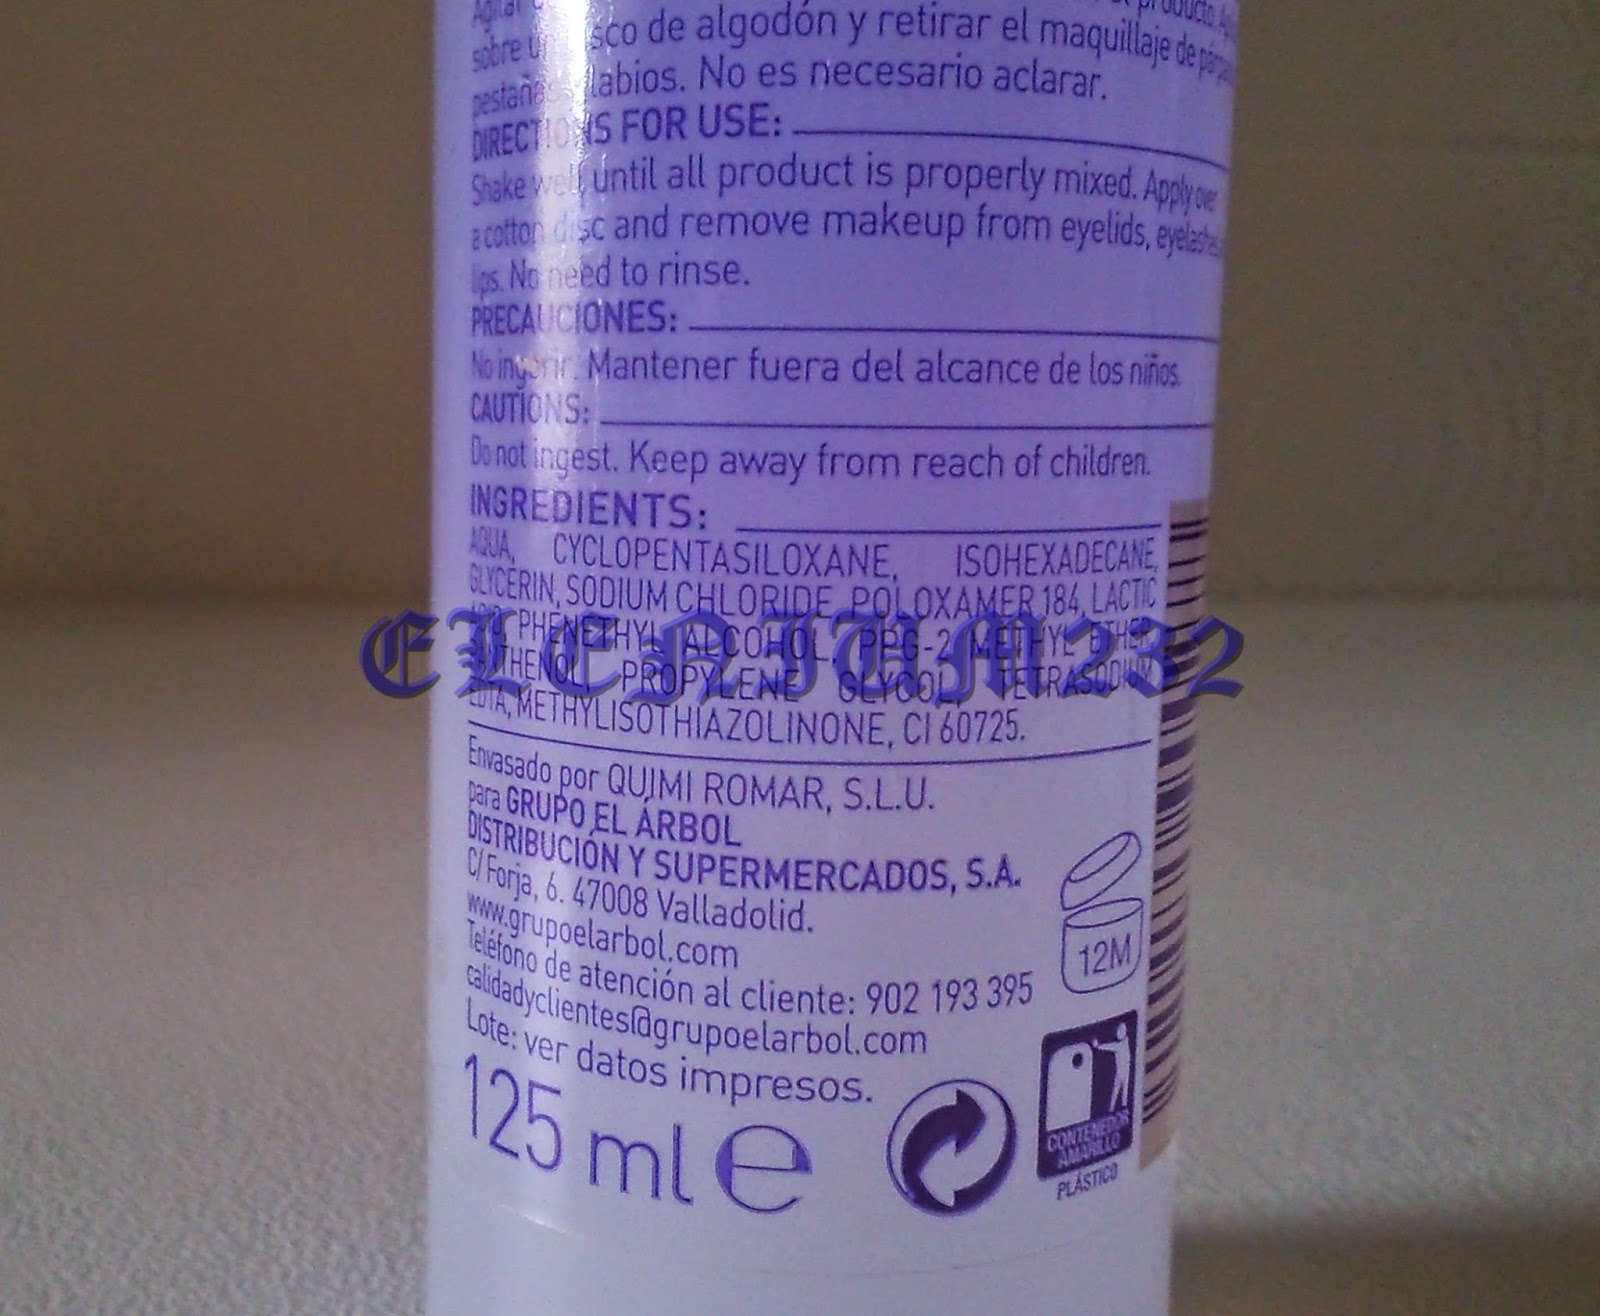 Agitar
producto.
sobre un disco de algodón y retirar el maquillaje de
pestañas labios. No es necesario aclarar.
DIRECTIONS FOR USE:
Shake well until all product is properly mixed. Apply over
a cotton disc and remove makeup from eyelids, eyelashes
lips. No need to rinse.
PRECAUCIONES:
No ingerir. Mantener fuera del alcance de los niños.
CAUTIONS:
Do not ingest. Keep away from reach of children.
INGREDIENTS:
AQUA, CYCLOPENTASILOXANE, ISOHEXADECANE,
GLYCERIN, SODIUM CHLORIDE, POLOXAMER 184, LACTIC
ACID, PHENETHYL ALCOHOL, PPG-2 METHYL ETHER,
PANTHENOL, PROPYLENE GLYCOL, TETRASODIUM
EDTA, METHYLISOTHIAZOLINONE, CI 60725.
ELENIUM232
Envasado por QUIMI ROMAR, S.L.U.
para GRUPO EL ÁRBOL
DISTRIBUCIÓN Y SUPERMERCADOS, S.A.
C/ Forja, 6. 47008 Valladolid.
www.grupoelarbol.com
Teléfono de atención al cliente: 902 193 395
calidadyclientes@grupoelarbol.com
Lote: ver datos impresos.
12M
125 ml e
CONTENEDOR
AMARILLO
PLÁSTICO